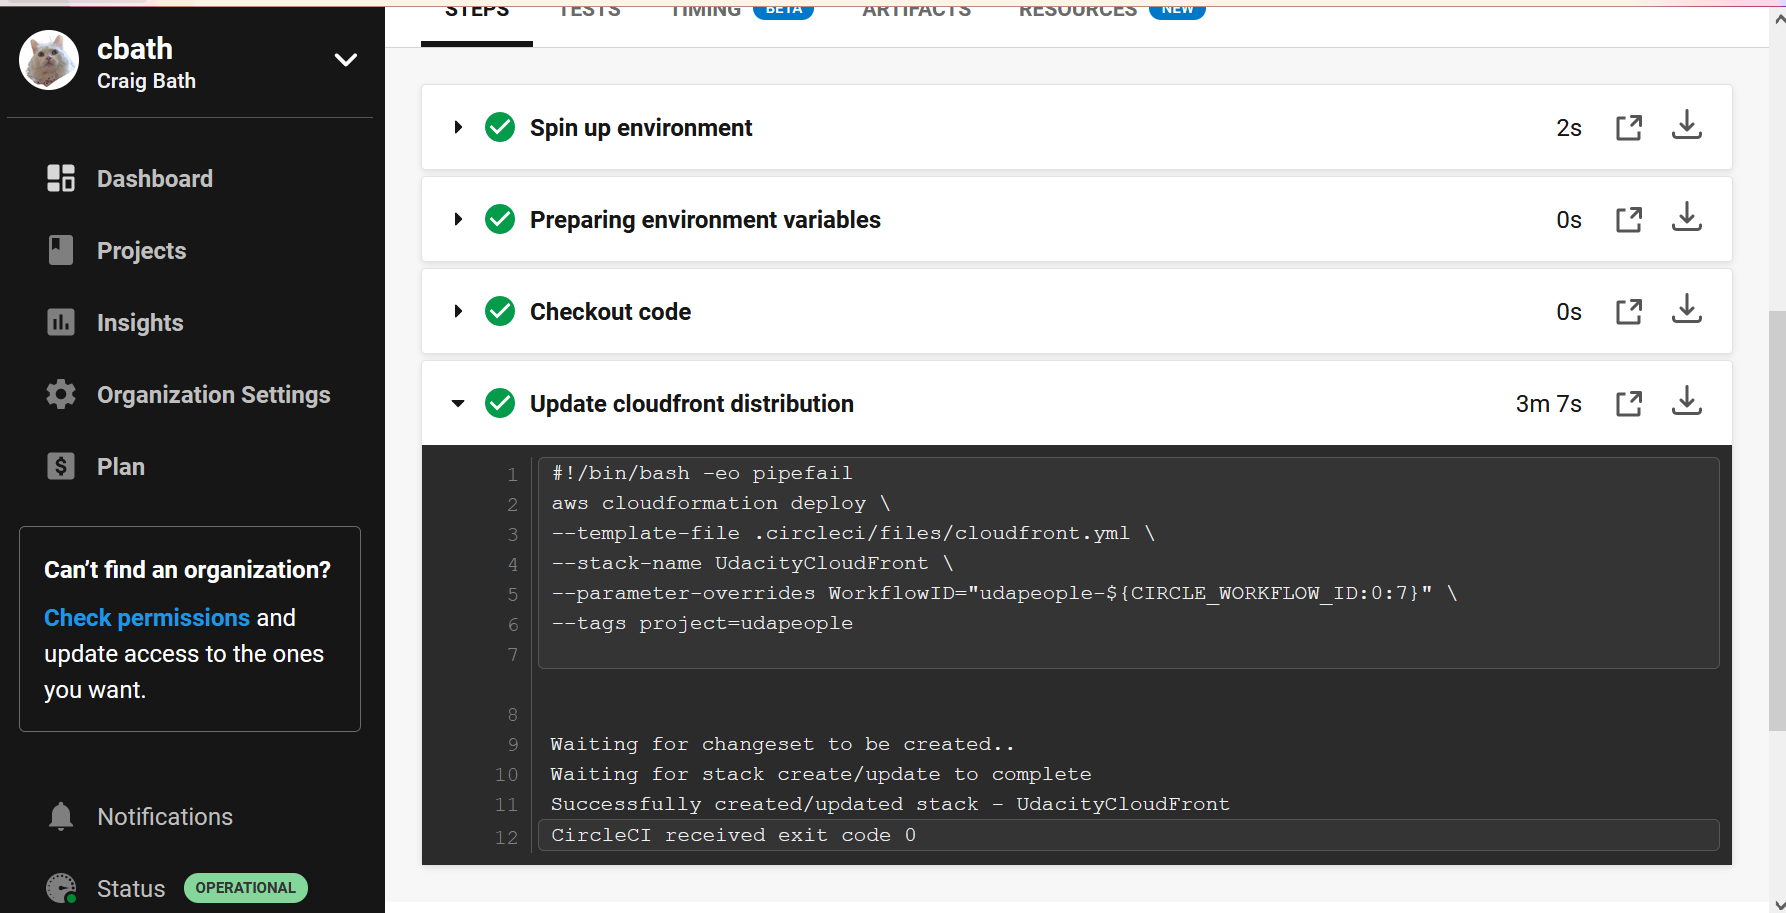 cbath
Craig Bath
Dashboard
Projects
Insights
Organization Settings
Plan
Can’t find an organization?
Check permissions and
update access to the ones
you want.
Notifications
Status OPERATIONAL
STEPS TESTS TIMING BETA ARTIFACTS RESOURCES NEW
Spin up environment 2s
Preparing environment variables 0s
Checkout code 0s
Update cloudfront distribution 3m 7s
1 #!/bin/bash -eo pipefail
2 aws cloudformation deploy \
3 --template-file .circleci/files/cloudfront.yml \
4 --stack-name UdacityCloudFront \
5 --parameter-overrides WorkflowID="udapeople-${CIRCLE_WORKFLOW_ID:0:7}" \
6 --tags project=udapeople
7
8
9 Waiting for changeset to be created..
10 Waiting for stack create/update to complete
11 Successfully created/updated stack - UdacityCloudFront
12 CircleCI received exit code 0